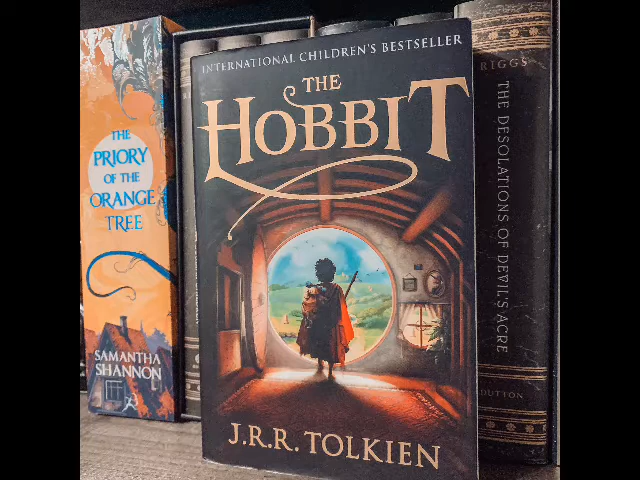 THE
PRIORY
OF THE
ORANGE
TREE
SAMANTHA
SHANNON
INTERNATIONAL CHILDREN'S BESTSELLER
THE
HOBBIT
J.R.R. TOLKIEN
RIGGS
THE DESOLATIONS OF DEVIL'S ACRE
DUTTON